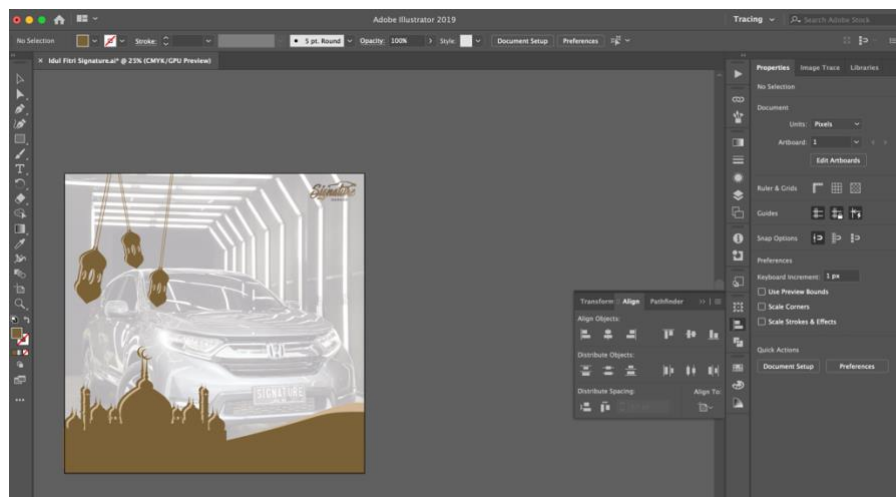 Adobe Illustrator 2019
Tracing
Search Adobe Stock
No Selection
Stroke:
5 pt. Round
Opacity: 100%
Style:
Document Setup
Preferences
× Idul Fitri Signature.ai* @ 25% (CMYK/GPU Preview)
Properties
Image Trace
Libraries
No Selection
Document
Units: Pixels
Artboard: 1
Edit Artboards
Ruler & Grids
Guides
Snap Options
Preferences
Keyboard Increment: 1 px
Use Preview Bounds
Scale Corners
Scale Strokes & Effects
Quick Actions
Document Setup
Preferences
Signature
SIGNATURE
Transform
Align
Pathfinder
Align Objects:
Distribute Objects:
Distribute Spacing:
Align To: